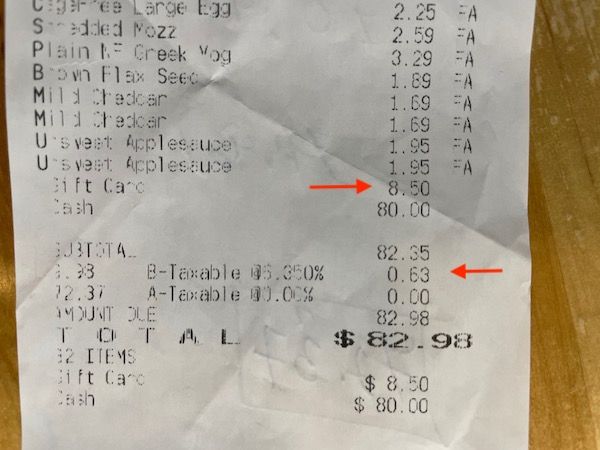 Cagefree Large Egg 2.25 FA
Shredded Mozz 2.59 FA
Plain NF Greek Yog 3.29 FA
Brown Flax Seed 1.89 FA
Mild Cheddar 1.69 FA
Mild Cheddar 1.69 FA
Unsweet Applesauce 1.95 FA
Unsweet Applesauce 1.95 FA
Gift Card 8.50
Cash 80.00
SUBTOTAL 82.35
9.98 B-Taxable @6.350% 0.63
72.37 A-Taxable @0.00% 0.00
AMOUNT DUE 82.98
T O T A L $ 82.98
ITEMS
Gift Card $ 8.50
Cash $ 80.00